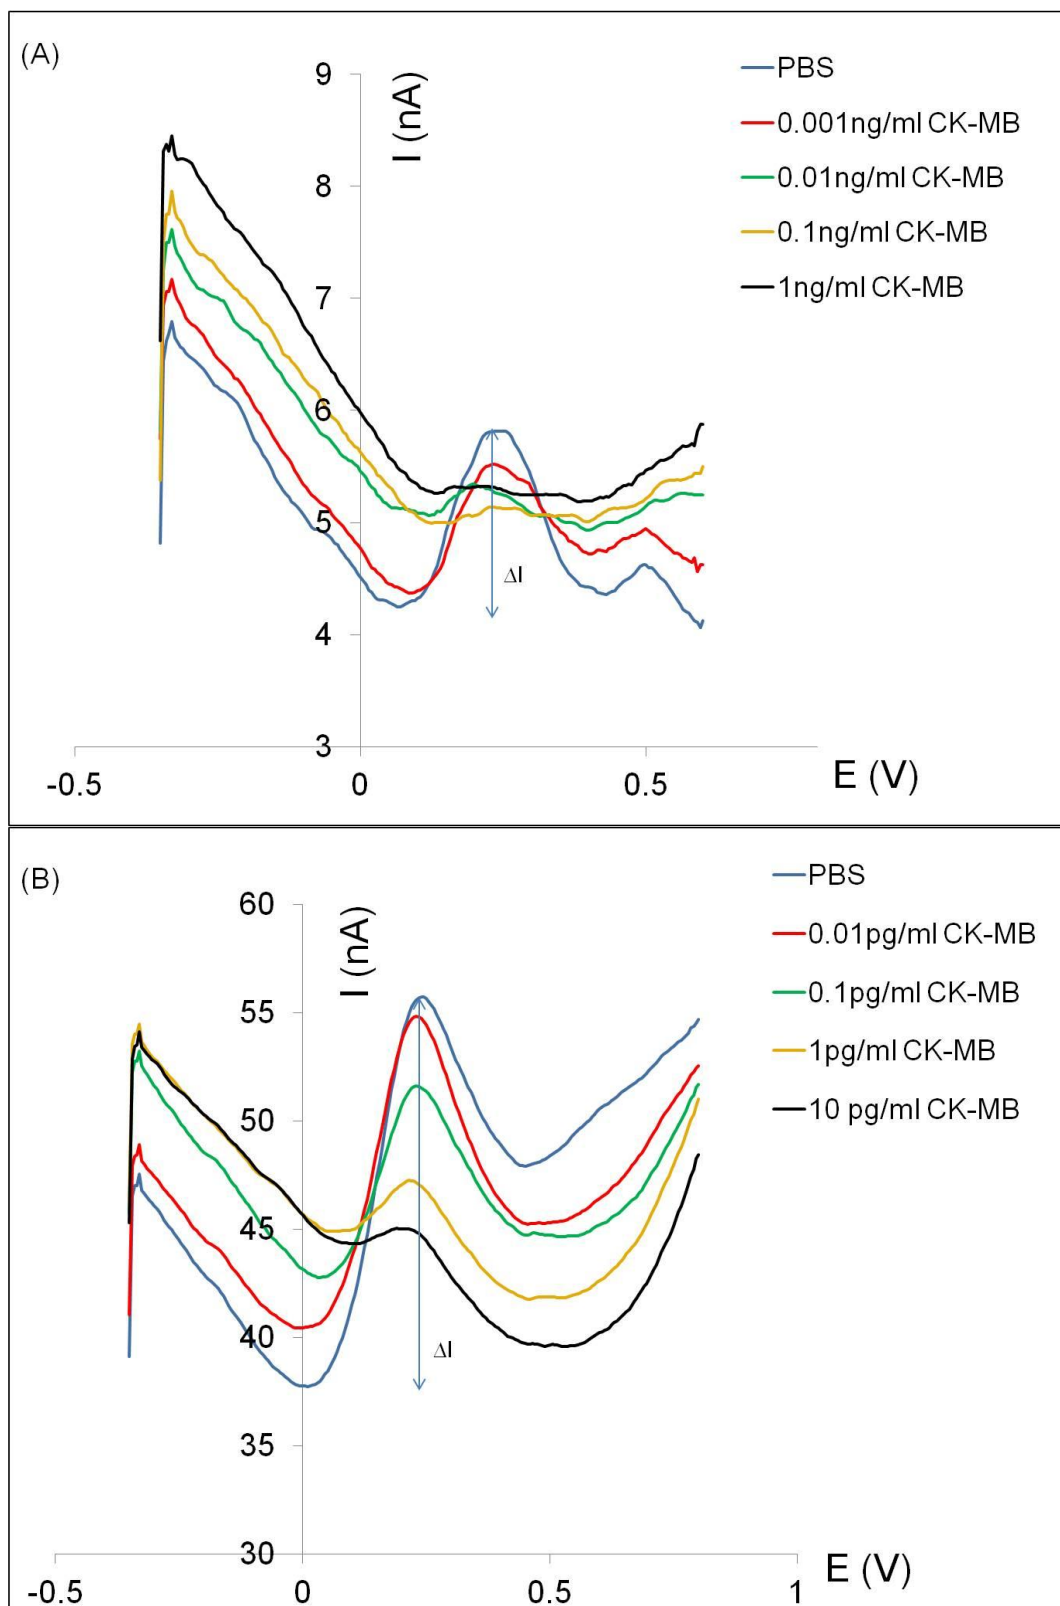 (A)
I (nA)
9
8
7
6
5
4
3
-0.5
0
0.5
E (V)
ΔI
PBS
0.001ng/ml CK-MB
0.01ng/ml CK-MB
0.1ng/ml CK-MB
1ng/ml CK-MB
(B)
I (nA)
60
55
50
45
40
35
30
-0.5
0
0.5
1
E (V)
ΔI
PBS
0.01pg/ml CK-MB
0.1pg/ml CK-MB
1pg/ml CK-MB
10 pg/ml CK-MB